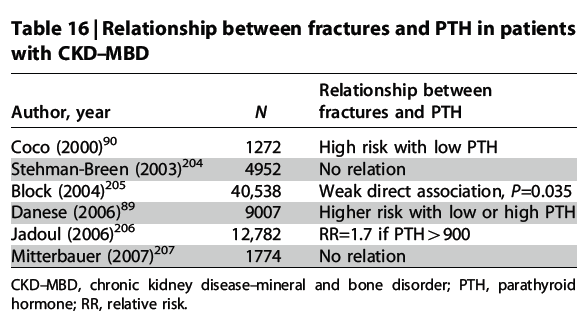 Table 16 | Relationship between fractures and PTH in patients
with CKD–MBD
Relationship between
Author, year N fractures and PTH
Coco (2000)90 1272 High risk with low PTH
Stehman-Breen (2003)204 4952 No relation
Block (2004)205 40,538 Weak direct association, P=0.035
Danese (2006)89 9007 Higher risk with low or high PTH
Jadoul (2006)206 12,782 RR=1.7 if PTH>900
Mitterbauer (2007)207 1774 No relation
CKD–MBD, chronic kidney disease–mineral and bone disorder; PTH, parathyroid
hormone; RR, relative risk.